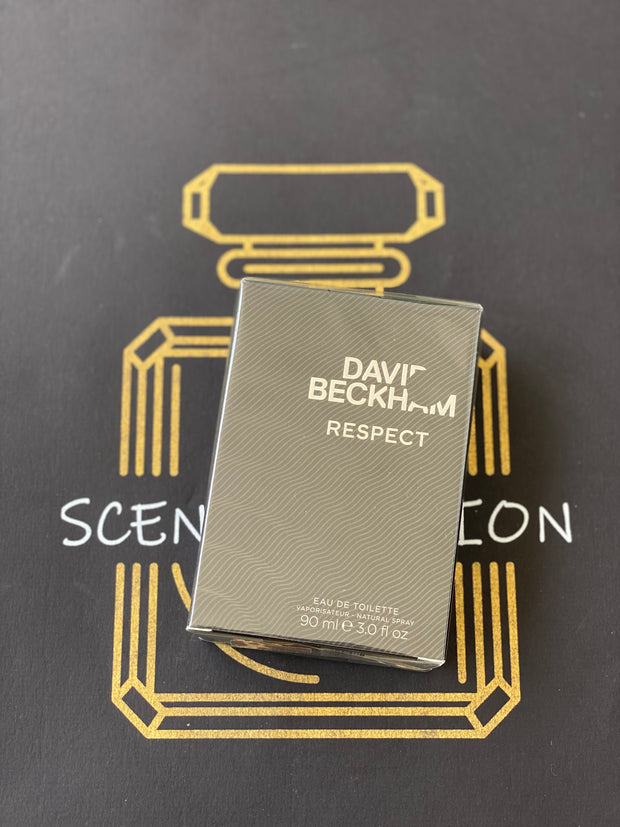 DAVID
BECKHAM
RESPECT
EAU DE TOILETTE
VAPORISATEUR – NATURAL SPRAY
90 ml ℮ 3.0 fl oz